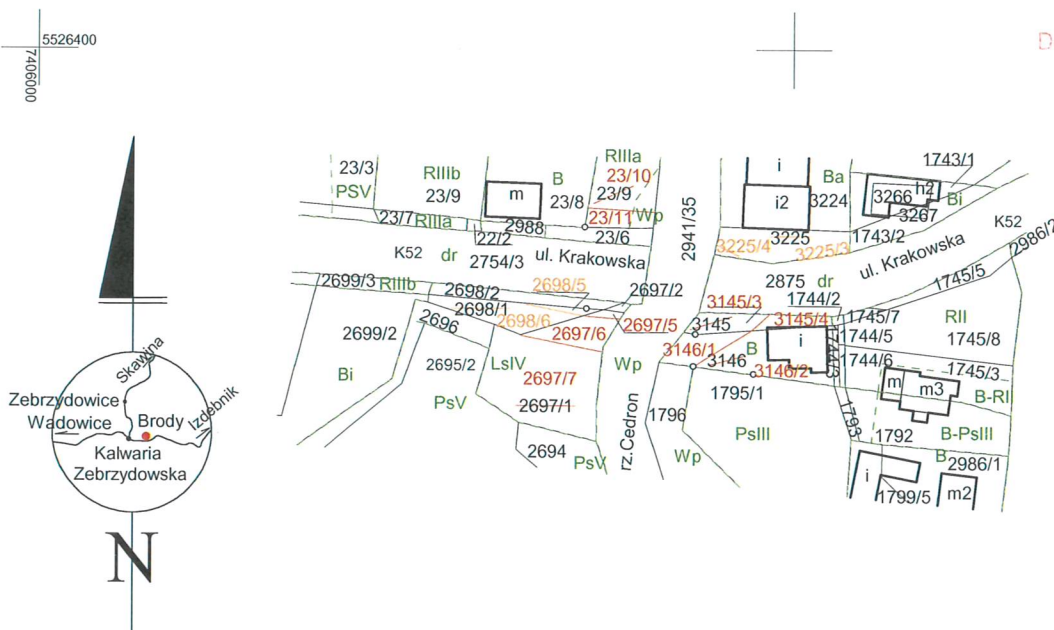 5526400
7406000
D
Skawina
Zebrzydowice
Wadowice
Brody
Izdebnik
Kalwaria
Zebrzydowska
N
23/3
PSV
RIIIb
23/9
m
B
23/8
RIIIa
23/10
23/9
23/11
Wp
23/7
RIIIa
22/2
2988
23/6
K52
dr
2754/3
ul. Krakowska
2941/35
i
i2
Ba
3224
3225
3225/4
3225/3
1743/1
h2
3266
3267
Bi
1743/2
K52
2986/2
ul. Krakowska
2875
dr
1745/5
2699/3
RIIIb
2698/2
2698/5
2697/2
2698/1
2698/6
2697/6
2697/5
2699/2
2696
2695/2
LsIV
2697/7
2697/1
Bi
PsV
2694
PsV
Wp
rz.Cedron
1796
Wp
3145/3
3145
3145/4
1744/2
3146/1
3146
B
i
3146/2
1795/1
PsIII
1745/7
1744/5
1744/6
RII
1745/8
1745/3
m
m3
B-RII
1793
1792
B-PsIII
B
2986/1
i
1799/5
m2